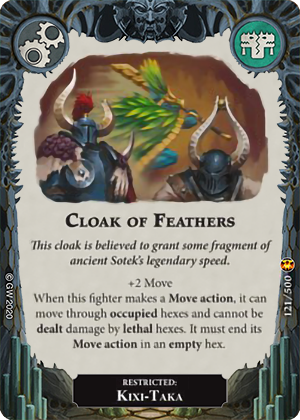 CLOAK OF FEATHERS
This cloak is believed to grant some fragment of
ancient Sotek's legendary speed.
+2 Move
When this fighter makes a Move action, it can
move through occupied hexes and cannot be
dealt damage by lethal hexes. It must end its
Move action in an empty hex.
© GW 2020
121/500
RESTRICTED:
KIXI-TAKA